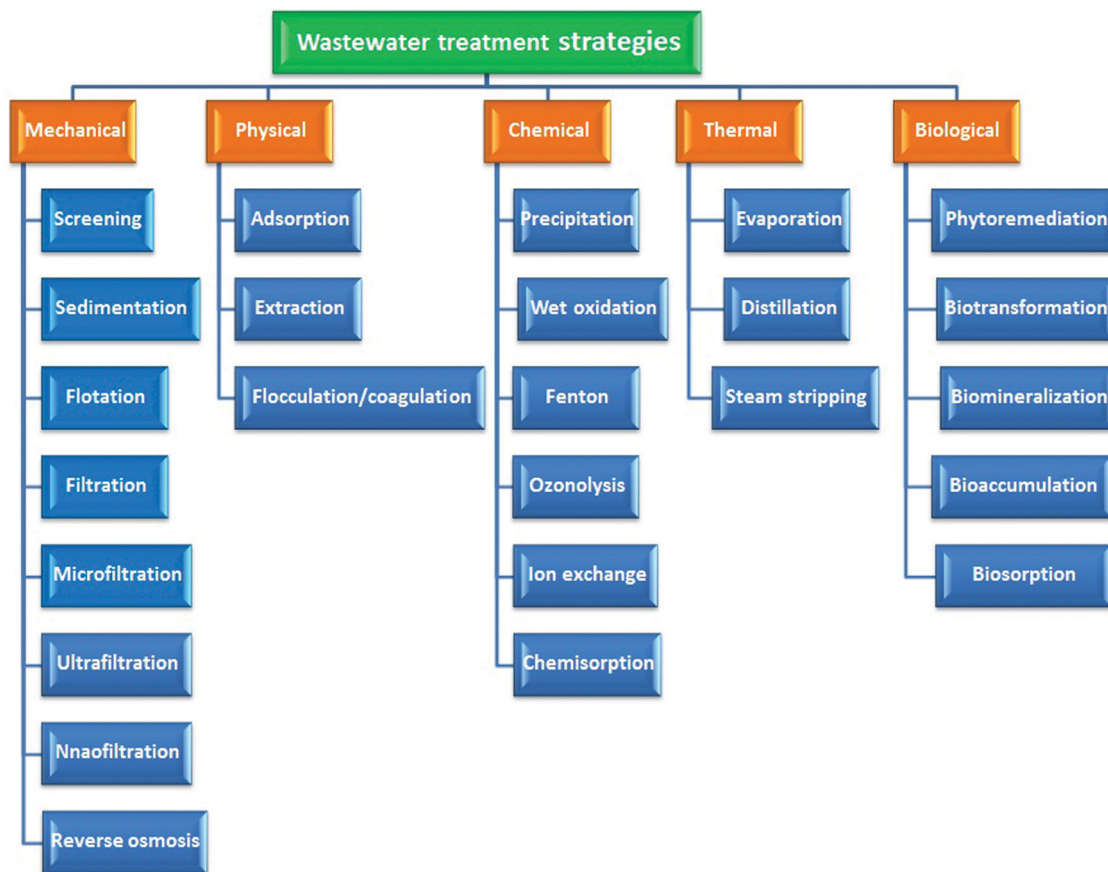 Wastewater treatment strategies
Mechanical
Physical
Chemical
Thermal
Biological
Screening
Sedimentation
Flotation
Filtration
Microfiltration
Ultrafiltration
Nnaofiltration
Reverse osmosis
Adsorption
Extraction
Flocculation/coagulation
Precipitation
Wet oxidation
Fenton
Ozonolysis
Ion exchange
Chemisorption
Evaporation
Distillation
Steam stripping
Phytoremediation
Biotransformation
Biomineralization
Bioaccumulation
Biosorption